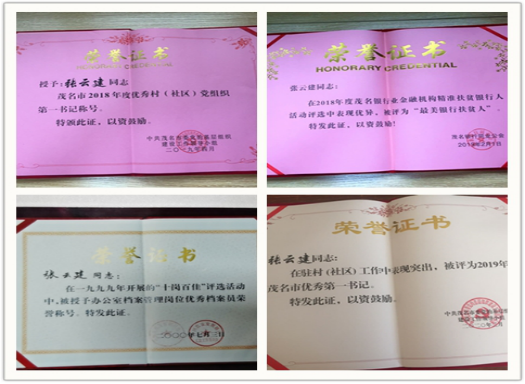 荣誉证书
HONORARY CREDENTIAL
授予:张云建同志
茂名市2018年度优秀村(社区)党组织
第一书记称号。
特颁此证,以资鼓励。
二〇一九年四月
荣誉证书
HONORARY CREDENTIAL
张云建同志:
在2018年度茂名银行业金融机构精准扶贫银行人
活动评选中表现优异,被评为“最美银行扶贫人”。
特发此证,以资鼓励!
荣誉证书
张云建同志:
在一九九九年开展的“十岗百佳”评选活动
中,被授予办公室档案管理岗位优秀档案员荣
誉称号。特发此证。
荣誉证书
张云建同志:
在驻村(社区)工作中表现突出,被评为2019年
茂名市优秀第一书记。
特发此证,以资鼓励。